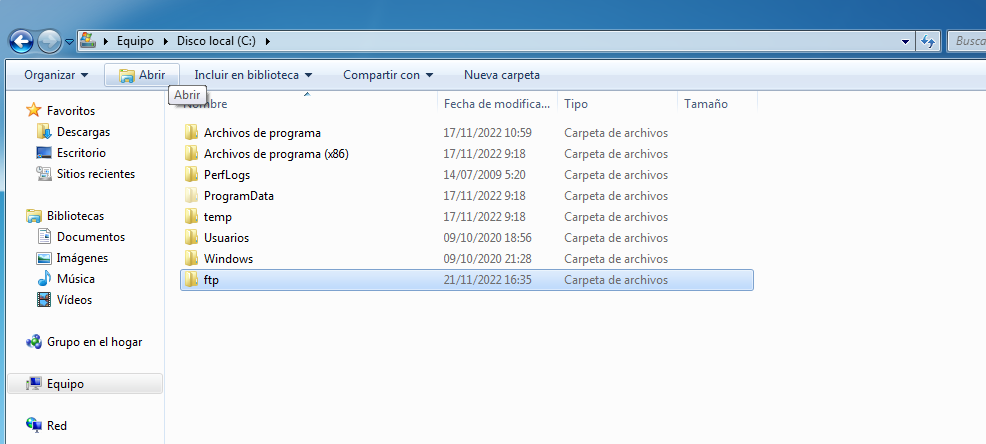 Equipo Disco local (C:) Busca
Organizar Abrir Incluir en biblioteca Compartir con Nueva carpeta
Abrir
Nombre Fecha de modifica... Tipo Tamaño
Favoritos
Descargas
Escritorio
Sitios recientes
Bibliotecas
Documentos
Imágenes
Música
Vídeos
Grupo en el hogar
Equipo
Red
Archivos de programa 17/11/2022 10:59 Carpeta de archivos
Archivos de programa (x86) 17/11/2022 9:18 Carpeta de archivos
PerfLogs 14/07/2009 5:20 Carpeta de archivos
ProgramData 17/11/2022 9:18 Carpeta de archivos
temp 17/11/2022 9:18 Carpeta de archivos
Usuarios 09/10/2020 18:56 Carpeta de archivos
Windows 09/10/2020 21:28 Carpeta de archivos
ftp 21/11/2022 16:35 Carpeta de archivos